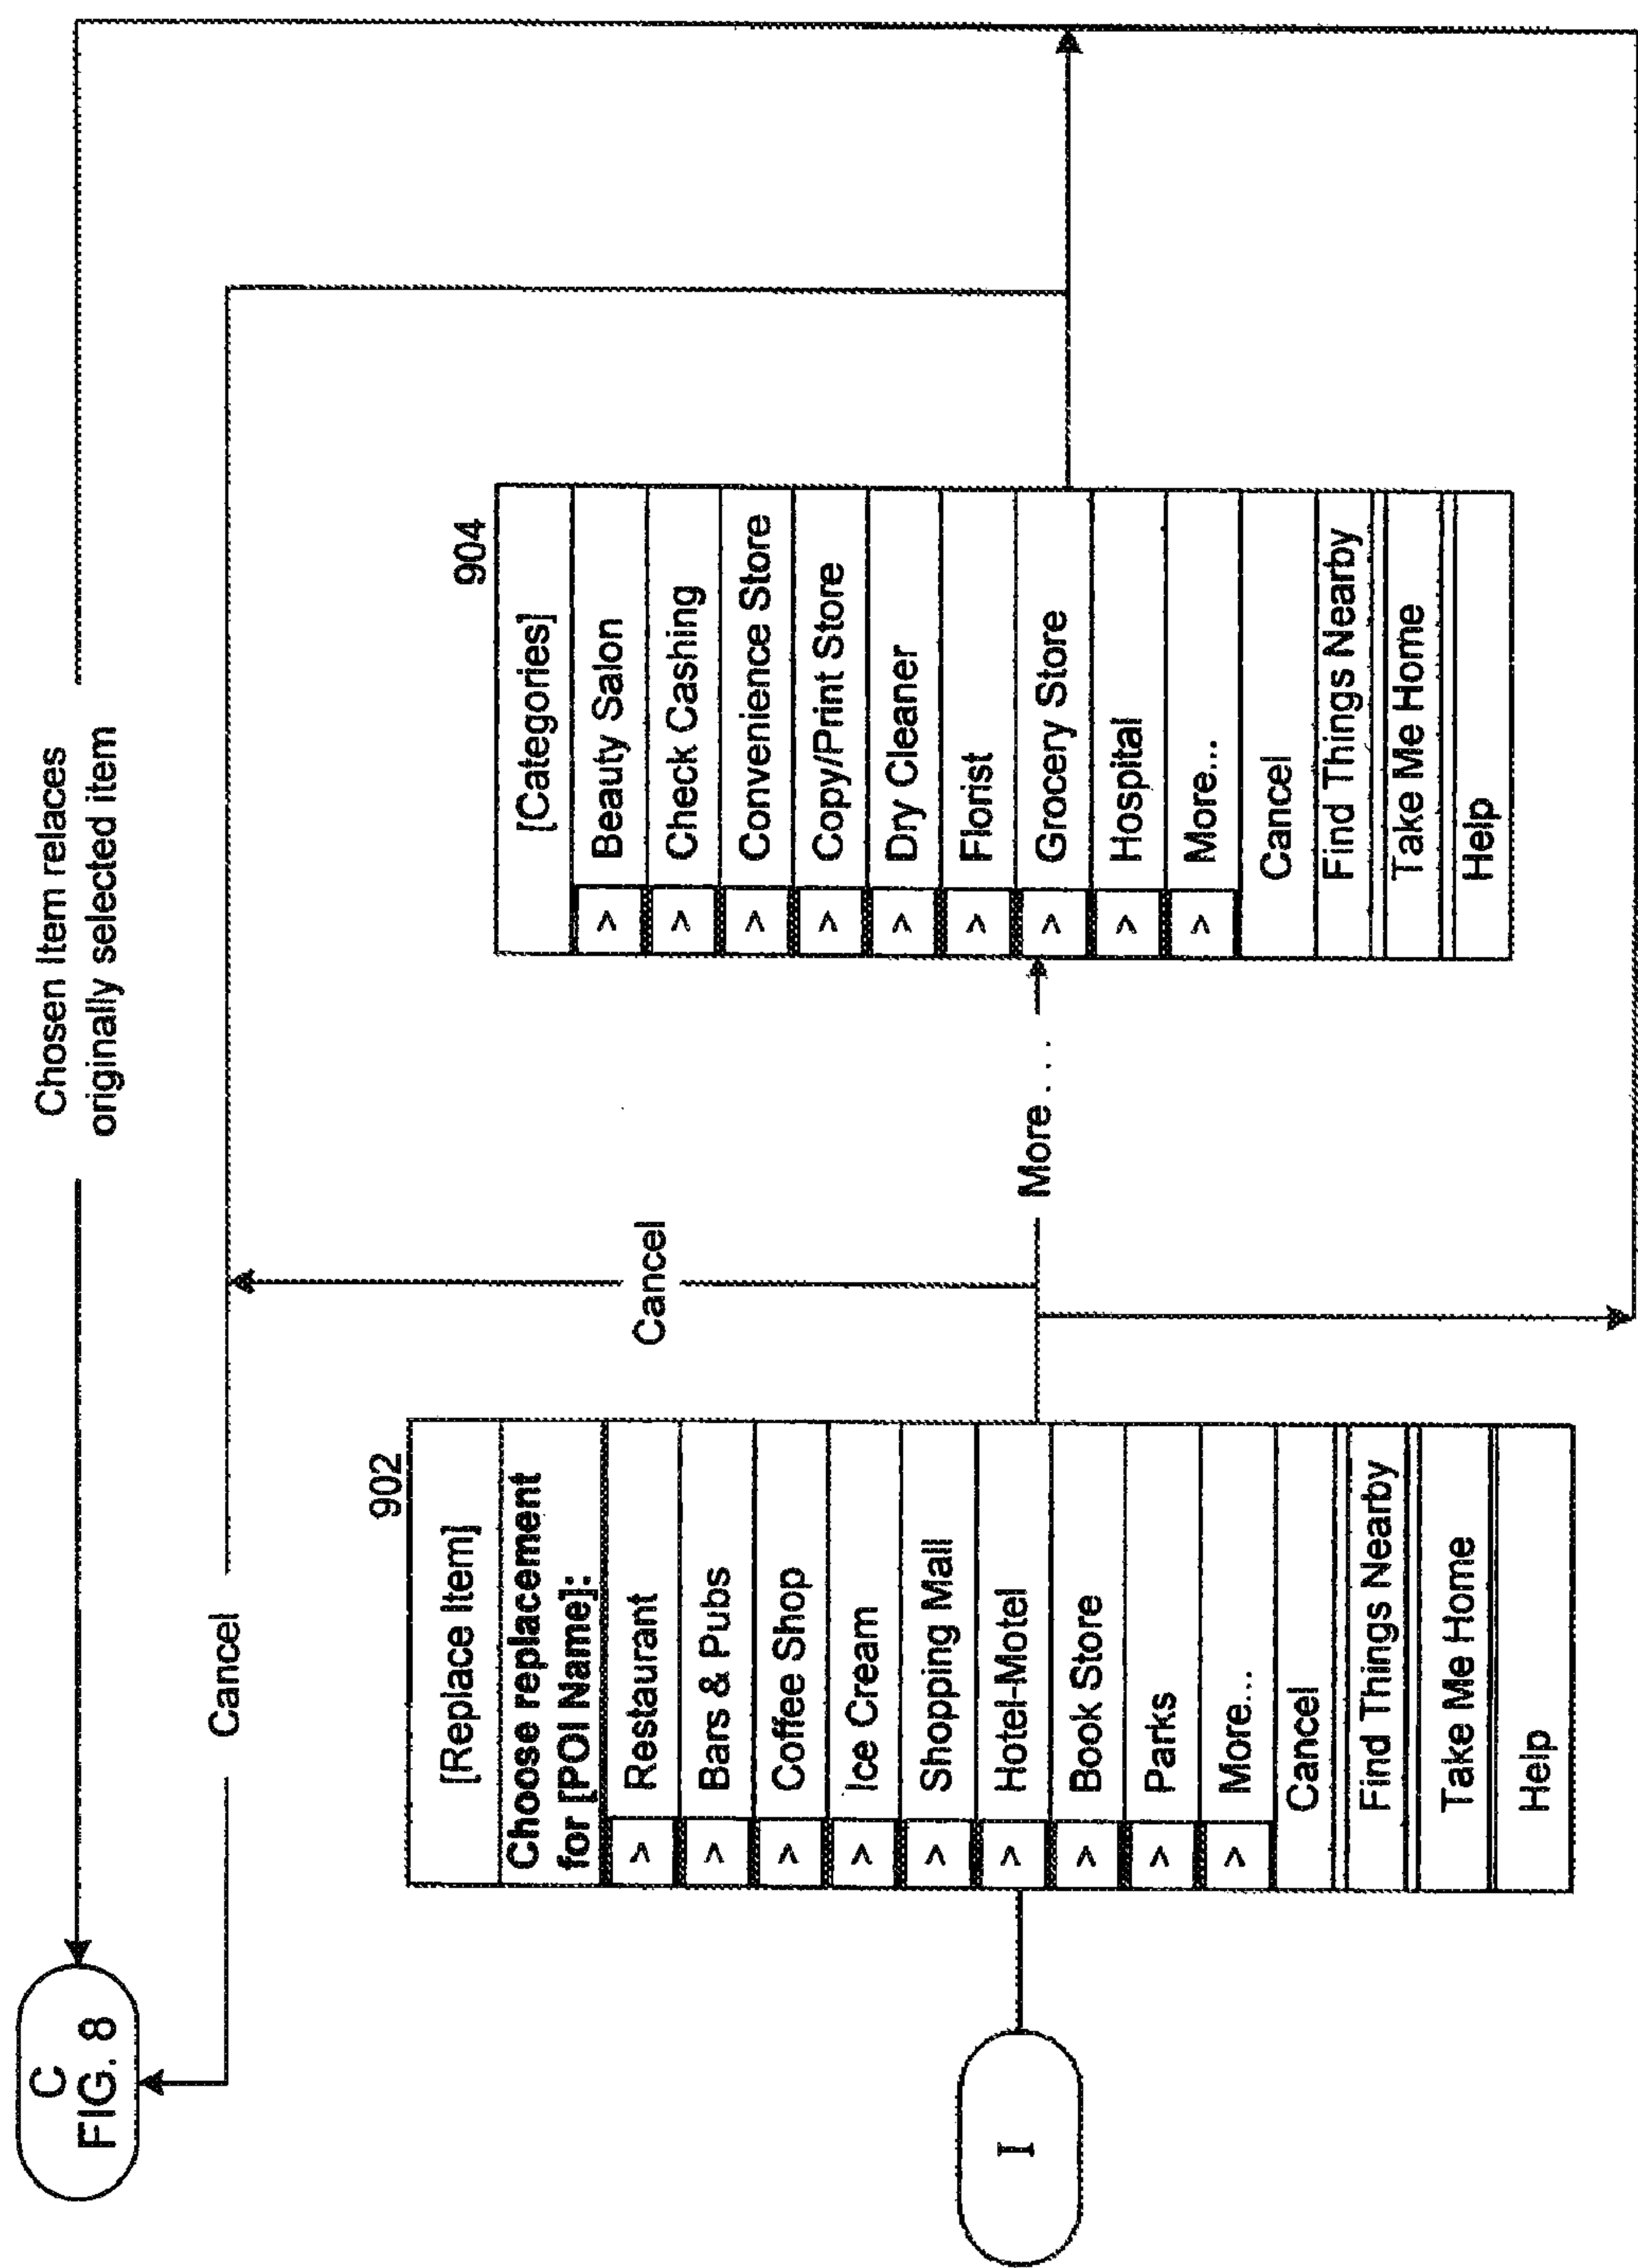 C
FIG. 8
Chosen Item relaces
originally selected item
Cancel
Cancel
I
902
[Replace Item]
Choose replacement
for [POI Name]:
> Restaurant
> Bars & Pubs
> Coffee Shop
> Ice Cream
> Shopping Mall
> Hotel-Motel
> Book Store
> Parks
> More...
Cancel
Find Things Nearby
Take Me Home
Help
More . . .
904
[Categories]
> Beauty Salon
> Check Cashing
> Convenience Store
> Copy/Print Store
> Dry Cleaner
> Florist
> Grocery Store
> Hospital
> More...
Cancel
Find Things Nearby
Take Me Home
Help